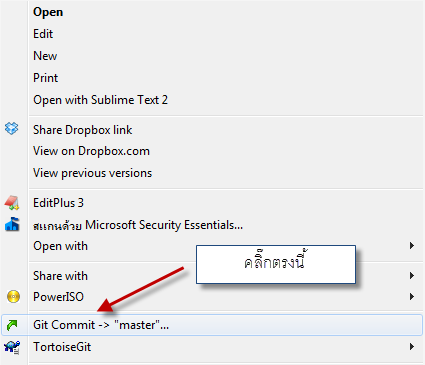 Open
Edit
New
Print
Open with Sublime Text 2
Share Dropbox link
View on Dropbox.com
View previous versions
EditPlus 3
สแกนด้วย Microsoft Security Essentials...
Open with
คลิ๊กตรงนี้
Share with
PowerISO
Git Commit -> "master"...
TortoiseGit